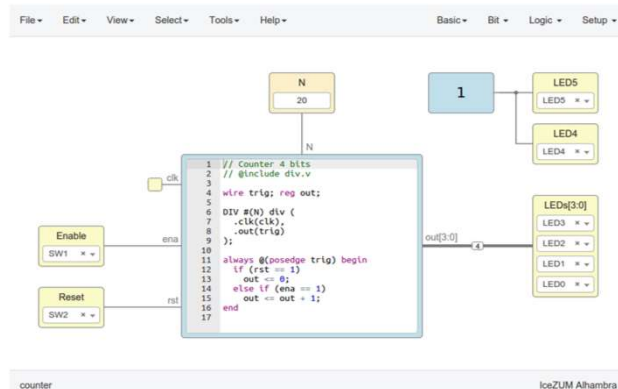 File Edit View Select Tools Help Basic Bit Logic Setup
N
20
N
1
LED5
LED5 ×
LED4
LED4 ×
clk
1 // Counter 4 bits
2 // @include div.v
3
4 wire trig; reg out;
5
6 DIV #(N) div (
7 .clk(clk),
8 .out(trig)
9 );
10
11 always @(posedge trig) begin
12 if (rst == 1)
13 out <= 0;
14 else if (ena == 1)
15 out <= out + 1;
16 end
17
Enable
SW1 ×
ena
Reset
SW2 ×
rst
out[3:0]
4
LEDs[3:0]
LED3 ×
LED2 ×
LED1 ×
LED0 ×
counter IceZUM Alhambra